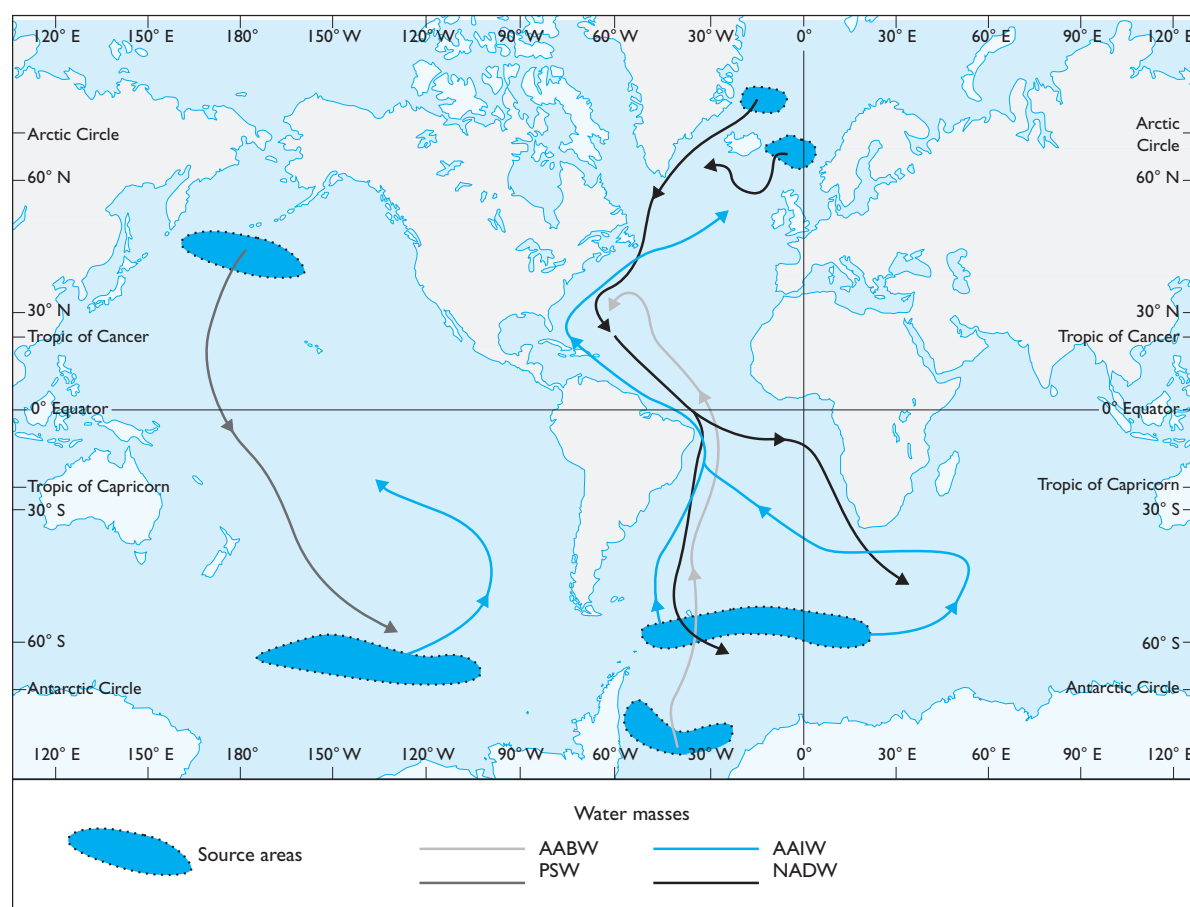 120° E 150° E 180° 150° W 120° W 90° W 60° W 30° W 0° 30° E 60° E 90° E 120° E
Arctic Circle
Arctic
Circle
60° N
60° N
30° N
30° N
Tropic of Cancer
Tropic of Cancer
0° Equator
0° Equator
Tropic of Capricorn
Tropic of Capricorn
30° S
30° S
60° S
60° S
Antarctic Circle
Antarctic Circle
120° E 150° E 180° 150° W 120° W 90° W 60° W 30° W 0° 30° E 60° E 90° E 120° E
Water masses
Source areas
AABW
AAIW
PSW
NADW